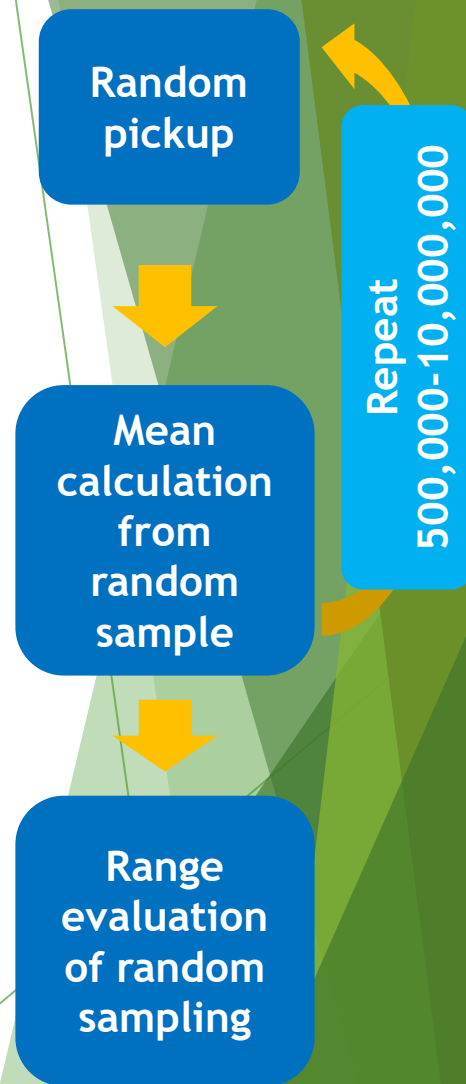 Random
pickup
Repeat
500,000-10,000,000
Mean
calculation
from
random
sample
Range
evaluation
of random
sampling